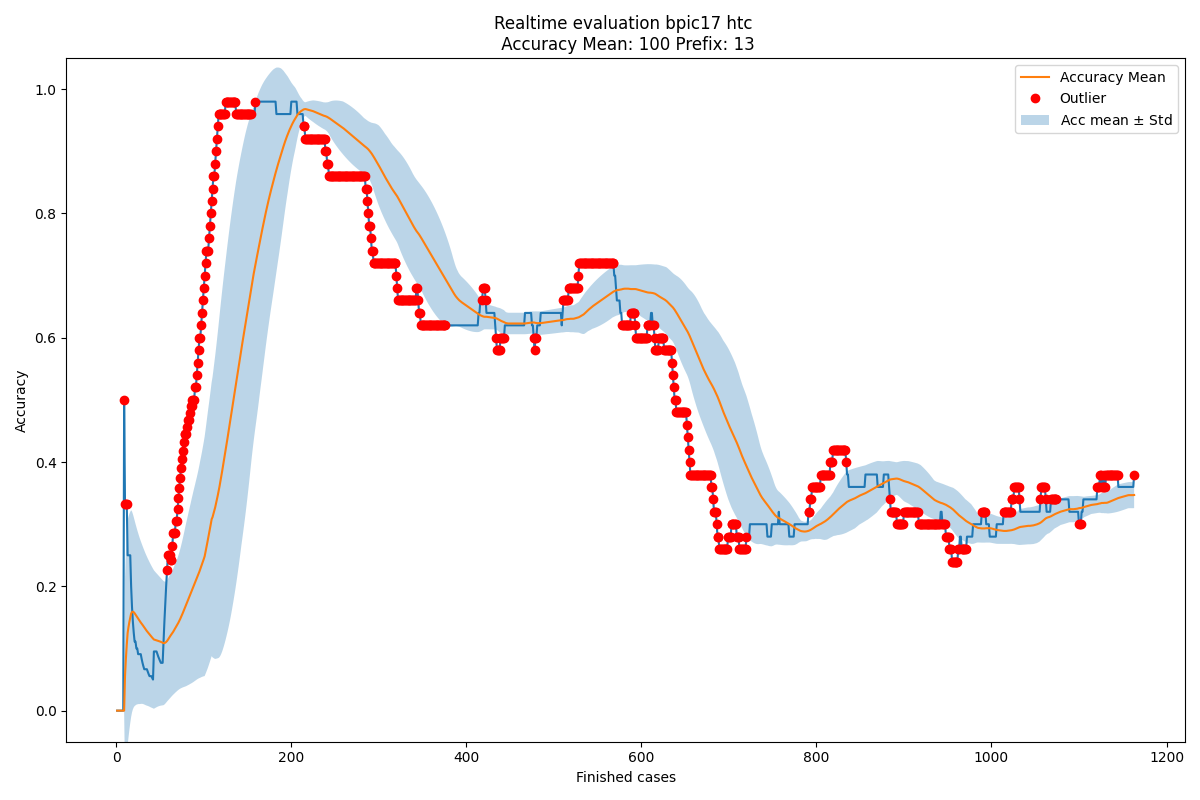 Realtime evaluation bpic17 htc
Accuracy Mean: 100 Prefix: 13
Accuracy Mean
Outlier
Acc mean ± Std
Accuracy
1.0
0.8
0.6
0.4
0.2
0.0
0 200 400 600 800 1000 1200
Finished cases